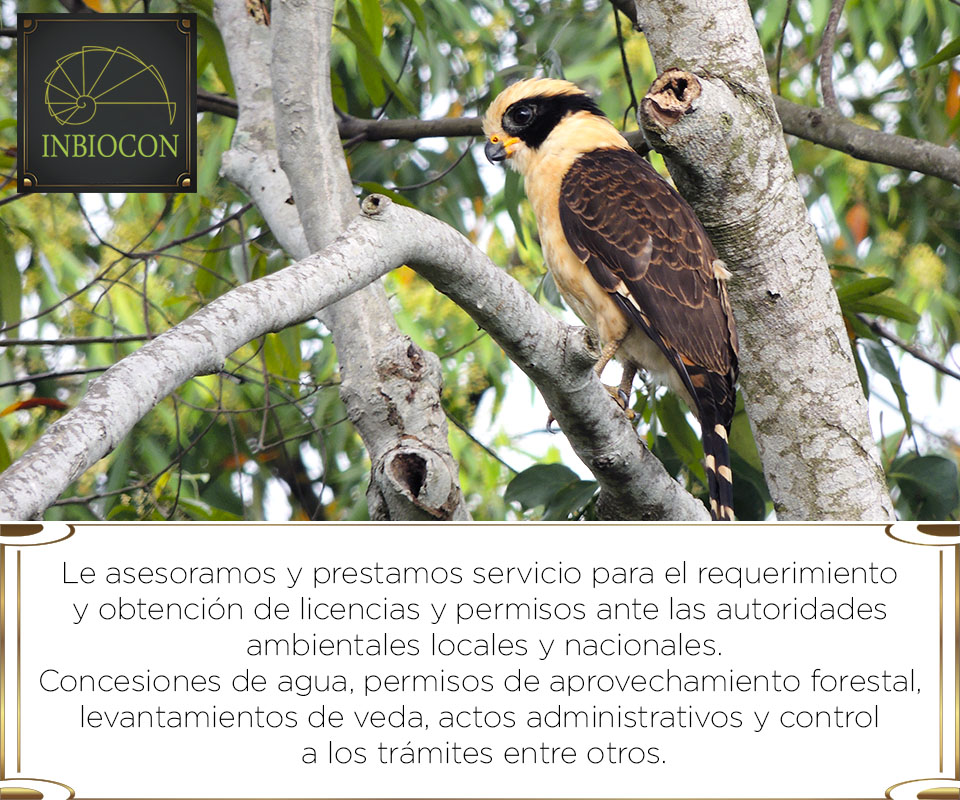 INBIOCON
Le asesoramos y prestamos servicio para el requerimiento
y obtención de licencias y permisos ante las autoridades
ambientales locales y nacionales.
Concesiones de agua, permisos de aprovechamiento forestal,
levantamientos de veda, actos administrativos y control
a los trámites entre otros.